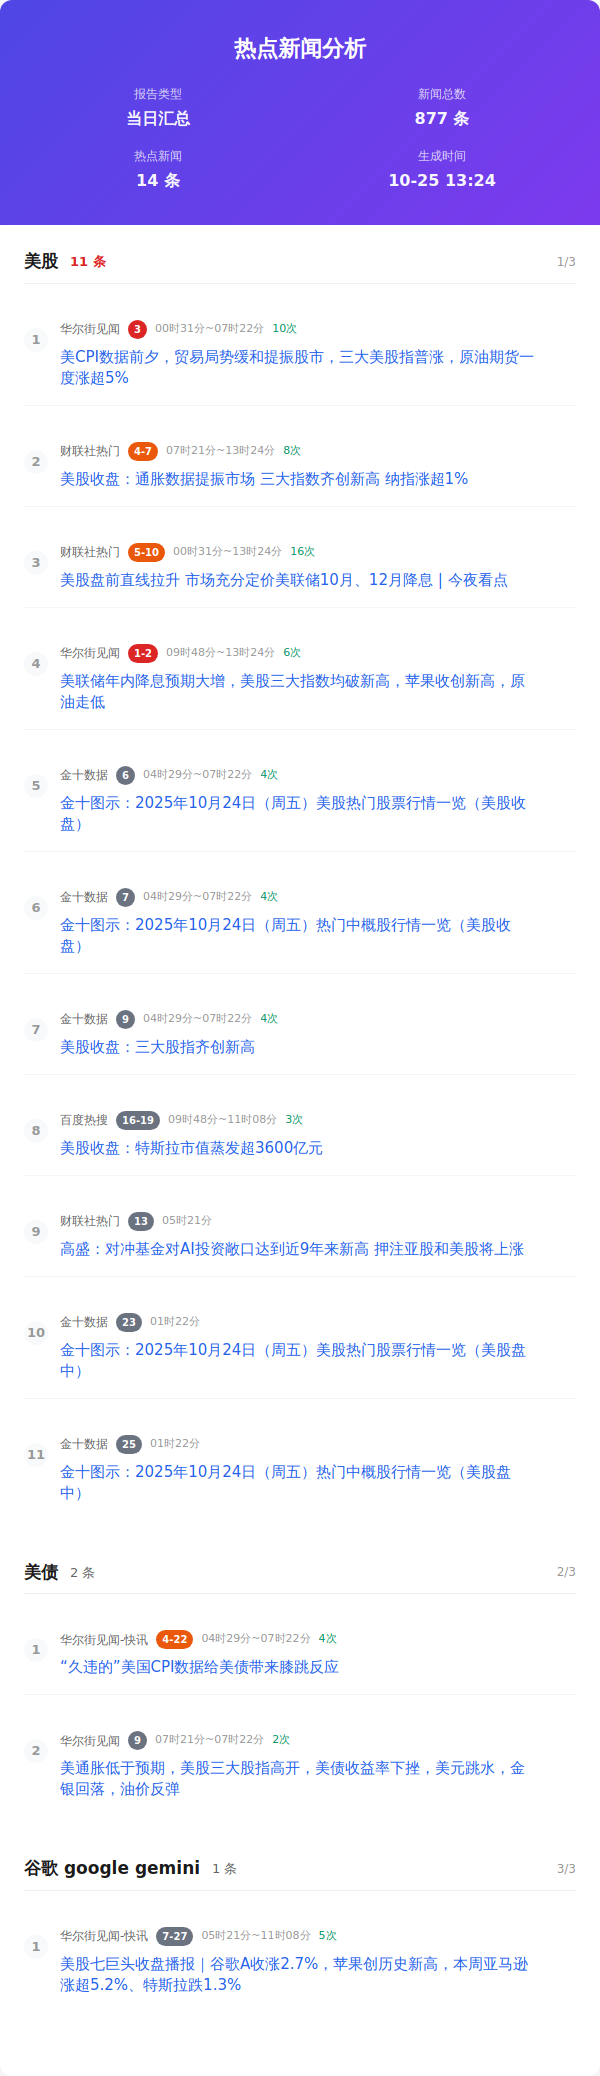 热点新闻分析
报告类型
新闻总数
当日汇总
877 条
热点新闻
生成时间
14 条
10-25 13:24
美股 11 条 1/3
1 华尔街见闻 3 00时31分~07时22分 10次
美CPI数据前夕，贸易局势缓和提振股市，三大美股指普涨，原油期货一
度涨超5%
2 财联社热门 4-7 07时21分~13时24分 8次
美股收盘：通胀数据提振市场 三大指数齐创新高 纳指涨超1%
3 财联社热门 5-10 00时31分~13时24分 16次
美股盘前直线拉升 市场充分定价美联储10月、12月降息 | 今夜看点
4 华尔街见闻 1-2 09时48分~13时24分 6次
美联储年内降息预期大增，美股三大指数均破新高，苹果收创新高，原
油走低
5 金十数据 6 04时29分~07时22分 4次
金十图示：2025年10月24日（周五）美股热门股票行情一览（美股收
盘）
6 金十数据 7 04时29分~07时22分 4次
金十图示：2025年10月24日（周五）热门中概股行情一览（美股收
盘）
7 金十数据 9 04时29分~07时22分 4次
美股收盘：三大股指齐创新高
8 百度热搜 16-19 09时48分~11时08分 3次
美股收盘：特斯拉市值蒸发超3600亿元
9 财联社热门 13 05时21分
高盛：对冲基金对AI投资敞口达到近9年来新高 押注亚股和美股将上涨
10 金十数据 23 01时22分
金十图示：2025年10月24日（周五）美股热门股票行情一览（美股盘
中）
11 金十数据 25 01时22分
金十图示：2025年10月24日（周五）热门中概股行情一览（美股盘
中）
美债 2 条 2/3
1 华尔街见闻-快讯 4-22 04时29分~07时22分 4次
“久违的”美国CPI数据给美债带来膝跳反应
2 华尔街见闻 9 07时21分~07时22分 2次
美通胀低于预期，美股三大股指高开，美债收益率下挫，美元跳水，金
银回落，油价反弹
谷歌 google gemini 1 条 3/3
1 华尔街见闻-快讯 7-27 05时21分~11时08分 5次
美股七巨头收盘播报｜谷歌A收涨2.7%，苹果创历史新高，本周亚马逊
涨超5.2%、特斯拉跌1.3%